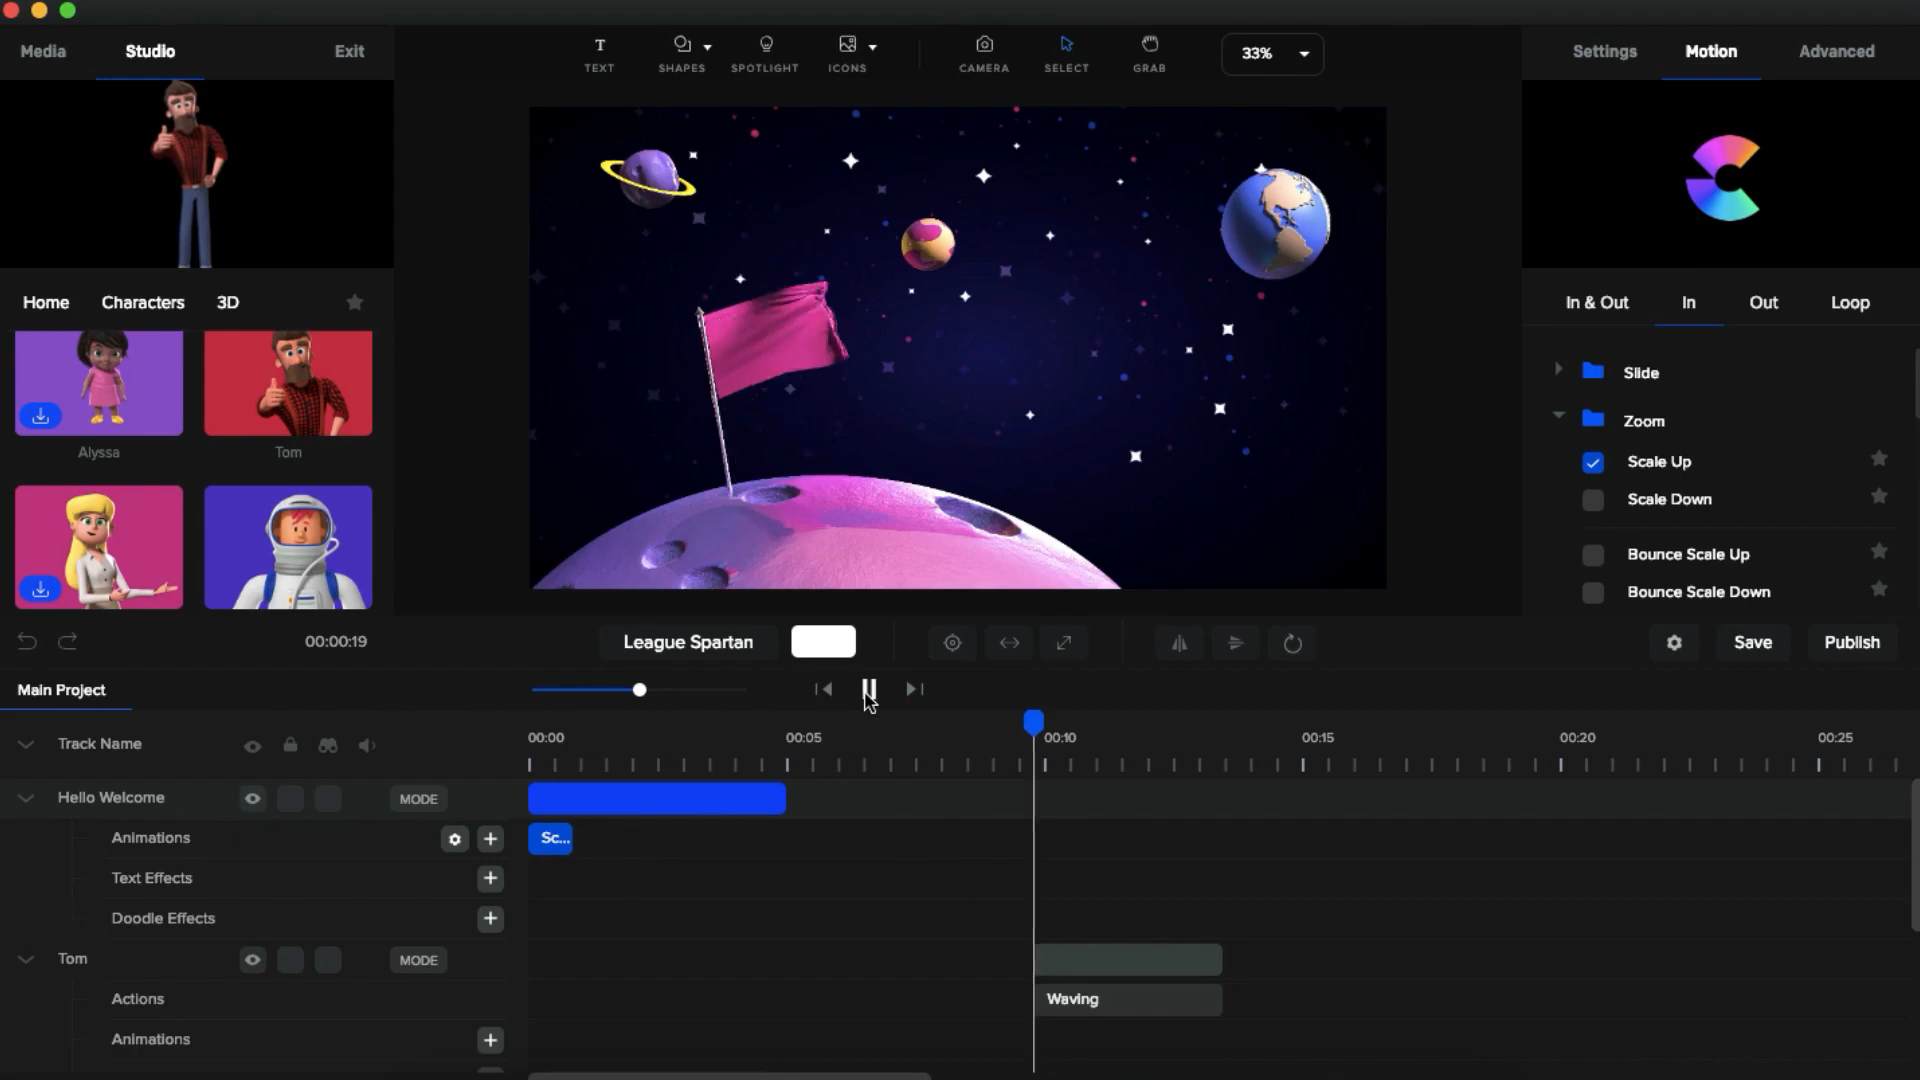 Media
Studio
Exit
T
TEXT
SHAPES
SPOTLIGHT
ICONS
CAMERA
SELECT
GRAB
33%
Settings
Motion
Advanced
Home
Characters
3D
Alyssa
Tom
In & Out
In
Out
Loop
Slide
Zoom
Scale Up
Scale Down
Bounce Scale Up
Bounce Scale Down
00:00:19
League Spartan
Save
Publish
Main Project
Track Name
00:00
00:05
00:10
00:15
00:20
00:25
Hello Welcome
MODE
Animations
Sc...
Text Effects
Doodle Effects
Tom
MODE
Actions
Waving
Animations